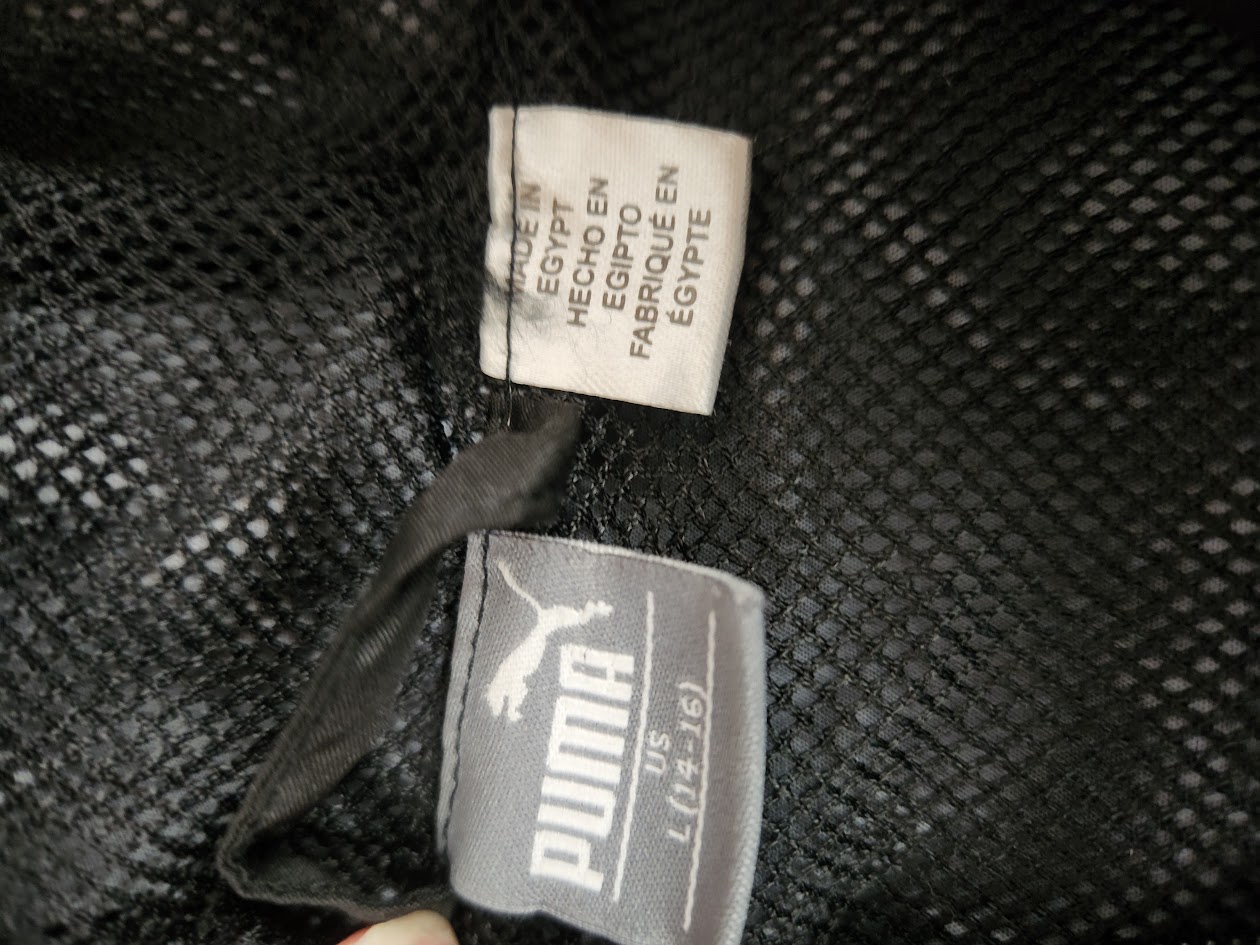 MADE IN
EGYPT
HECHO EN
EGIPTO
FABRIQUÉ EN
ÉGYPTE
PUMA
US
L (14-16)